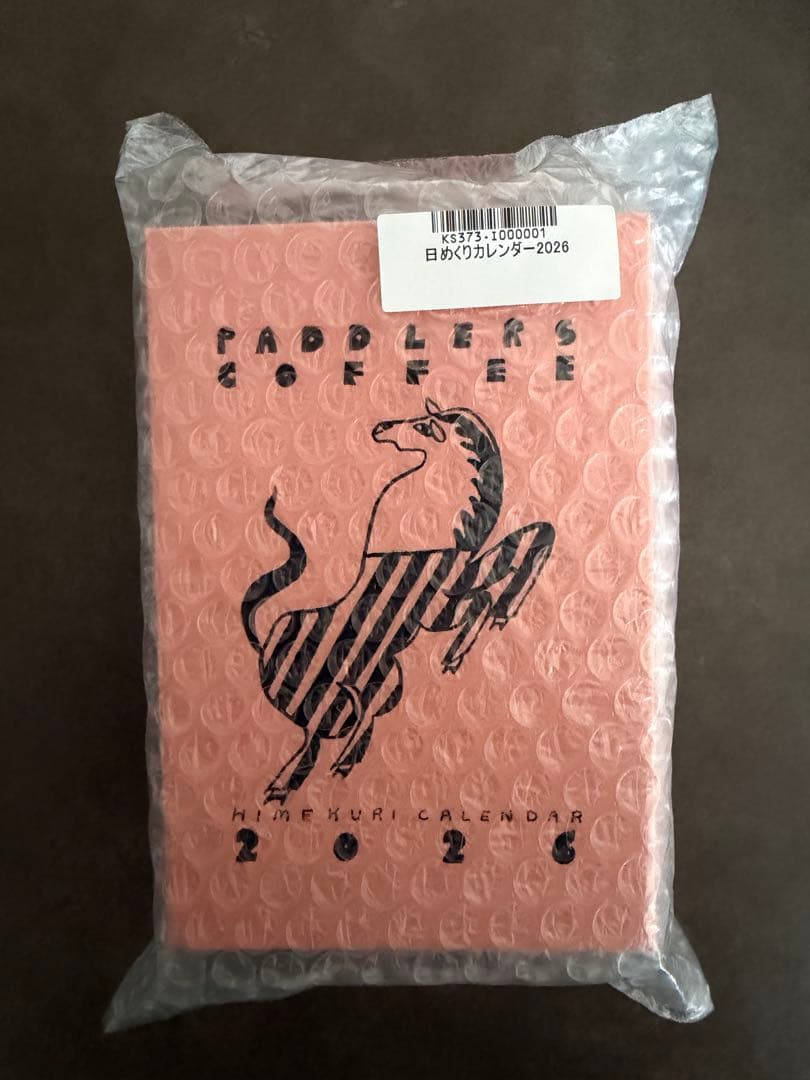 KS373-I000001
日めくりカレンダー2026
PADDLERS
COFFEE
HIMEKURI CALENDAR
2026